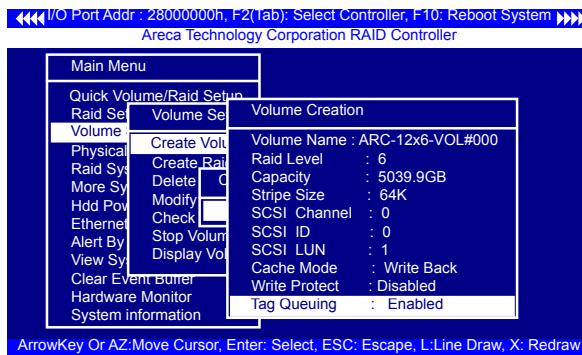 I/O Port Addr : 28000000h, F2(Tab): Select Controller, F10: Reboot System
Areca Technology Corporation RAID Controller
Main Menu
Quick Volume/Raid Setup
Raid Set
Volume
Physical
Raid Sys
More Sy
Hdd Pow
Ethernet
Alert By
View Sy
Clear Event Buffer
Hardware Monitor
System information
Volume Se
Create Volu
Create Rai
Delete
Modify
Check
Stop Volum
Display Vol
C
Volume Creation
Volume Name : ARC-12x6-VOL#000
Raid Level : 6
Capacity : 5039.9GB
Stripe Size : 64K
SCSI Channel : 0
SCSI ID : 0
SCSI LUN : 1
Cache Mode : Write Back
Write Protect : Disabled
Tag Queuing : Enabled
ArrowKey Or AZ:Move Cursor, Enter: Select, ESC: Escape, L:Line Draw, X: Redraw